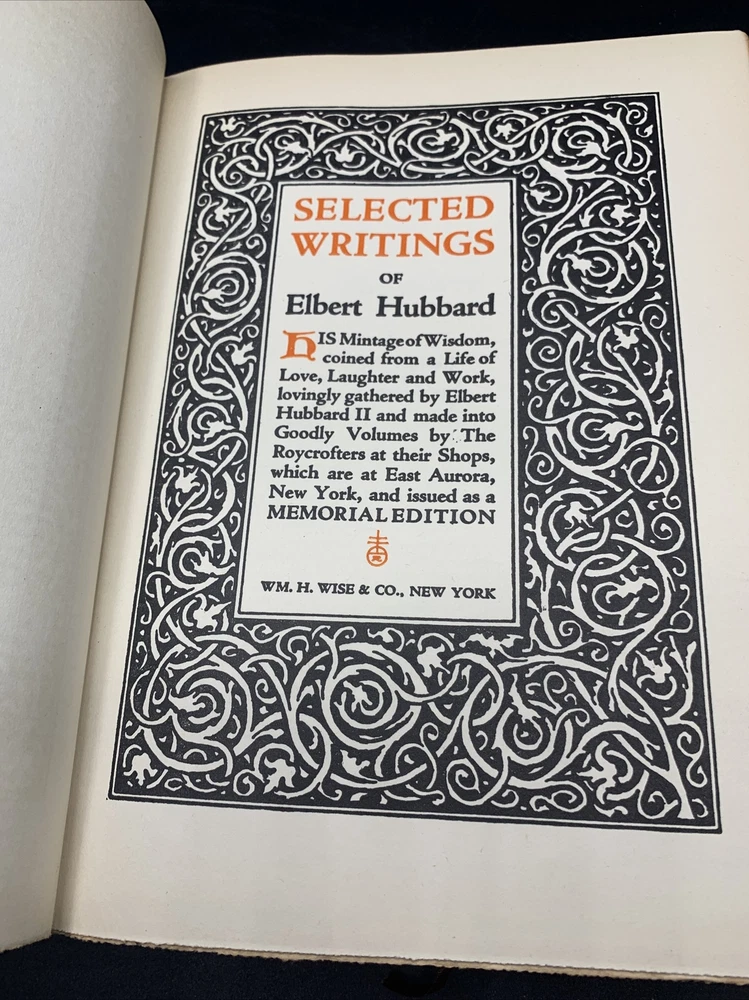 SELECTED
WRITINGS
OF
Elbert Hubbard
HIS Mintage of Wisdom,
coined from a Life of
Love, Laughter and Work,
lovingly gathered by Elbert
Hubbard II and made into
Goodly Volumes by The
Roycrofters at their Shops,
which are at East Aurora,
New York, and issued as a
MEMORIAL EDITION
R
WM. H. WISE & CO., NEW YORK